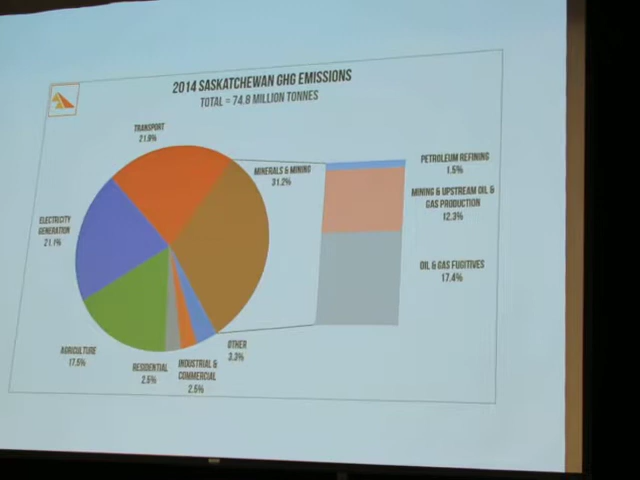 2014 SASKATCHEWAN GHG EMISSIONS
TOTAL = 74.8 MILLION TONNES
TRANSPORT
21.9%
MINERALS & MINING
31.2%
PETROLEUM REFINING
1.5%
MINING & UPSTREAM OIL &
GAS PRODUCTION
12.3%
OIL & GAS FUGITIVES
17.4%
ELECTRICITY
GENERATION
21.1%
AGRICULTURE
17.5%
RESIDENTIAL
2.5%
INDUSTRIAL &
COMMERCIAL
2.5%
OTHER
3.3%